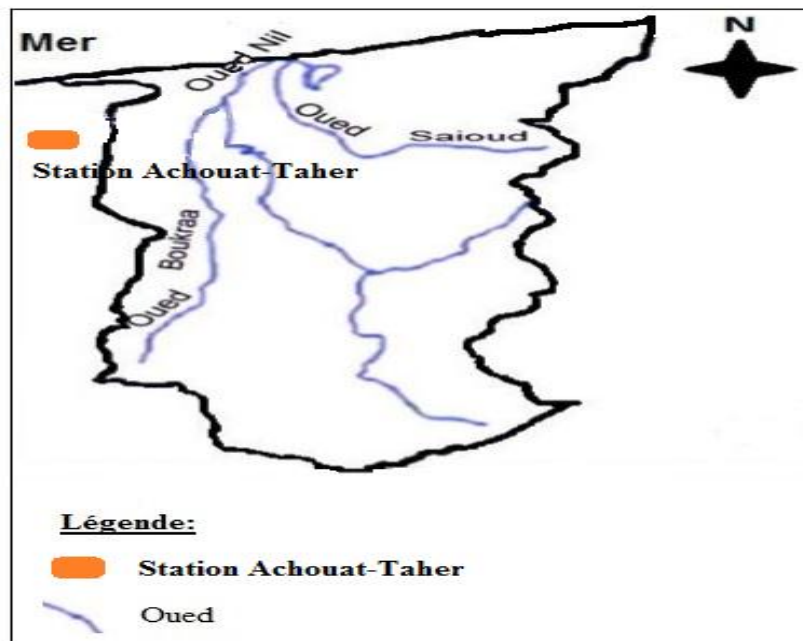 Mer
N
Oued Nil
Oued Saioud
Station Achouat-Taher
Oued Boukraa
Légende:
Station Achouat-Taher
Oued